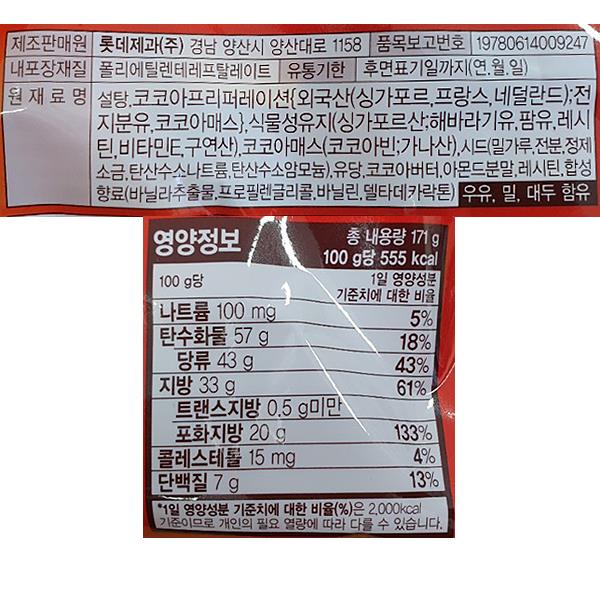 제조판매원 롯데제과(주) 경남 양산시 양산대로 1158 품목보고번호 19780614009247
내포장재질 폴리에틸렌테레프탈레이트 유통기한 후면표기일까지(연.월.일)
원재료명 설탕,코코아프리퍼레이션{외국산(싱가포르,프랑스,네덜란드);전
지분유,코코아매스},식물성유지(싱가포르산;해바라기유,팜유,레시
틴,비타민E,구연산),코코아매스(코코아빈;가나산),시드(밀가루,전분,정제
소금,탄산수소나트륨,탄산수소암모늄),유당,코코아버터,아몬드분말,레시틴,합성
향료(바닐라추출물,프로필렌글리콜,바닐린,델타데카락톤) 우유, 밀, 대두 함유
영양정보 총 내용량 171 g
100 g당 555 kcal
100 g당 1일 영양성분
기준치에 대한 비율
나트륨 100 mg 5%
탄수화물 57 g 18%
당류 43 g 43%
지방 33 g 61%
트랜스지방 0.5 g미만
포화지방 20 g 133%
콜레스테롤 15 mg 4%
단백질 7 g 13%
*1일 영양성분 기준치에 대한 비율(%)은 2,000kcal
기준이므로 개인의 필요 열량에 따라 다를 수 있습니다.